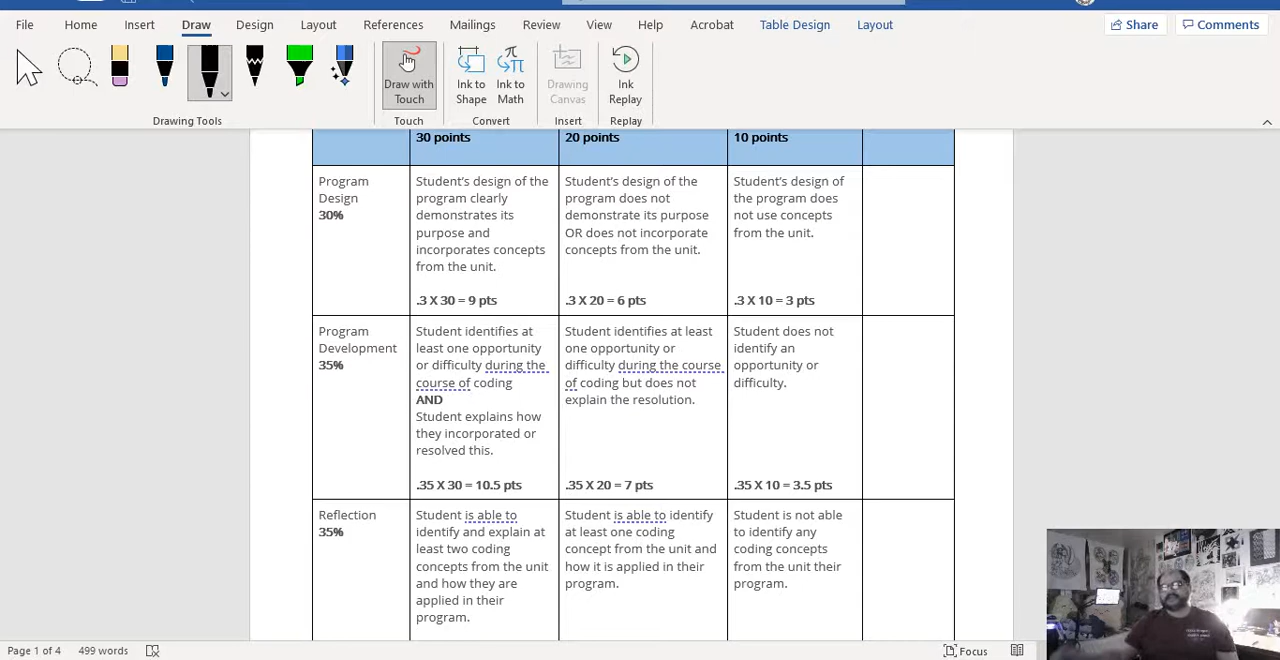 File Home Insert Draw Design Layout References Mailings Review View Help Acrobat Table Design Layout Share Comments
Draw with Touch
Ink to Shape
Ink to Math
Drawing Canvas
Ink Replay
Drawing Tools Touch Convert Insert Replay
30 points
20 points
10 points
Program
Design
30%
Student’s design of the
program clearly
demonstrates its
purpose and
incorporates concepts
from the unit.
.3 X 30 = 9 pts
Student’s design of the
program does not
demonstrate its purpose
OR does not incorporate
concepts from the unit.
.3 X 20 = 6 pts
Student’s design of
the program does
not use concepts
from the unit.
.3 X 10 = 3 pts
Program
Development
35%
Student identifies at
least one opportunity
or difficulty during the
course of coding
AND
Student explains how
they incorporated or
resolved this.
.35 X 30 = 10.5 pts
Student identifies at least
one opportunity or
difficulty during the course
of coding but does not
explain the resolution.
.35 X 20 = 7 pts
Student does not
identify an
opportunity or
difficulty.
.35 X 10 = 3.5 pts
Reflection
35%
Student is able to
identify and explain at
least two coding
concepts from the unit
and how they are
applied in their
program.
Student is able to identify
at least one coding
concept from the unit and
how it is applied in their
program.
Student is not able
to identify any
coding concepts
from the unit their
program.
Page 1 of 4 499 words Focus